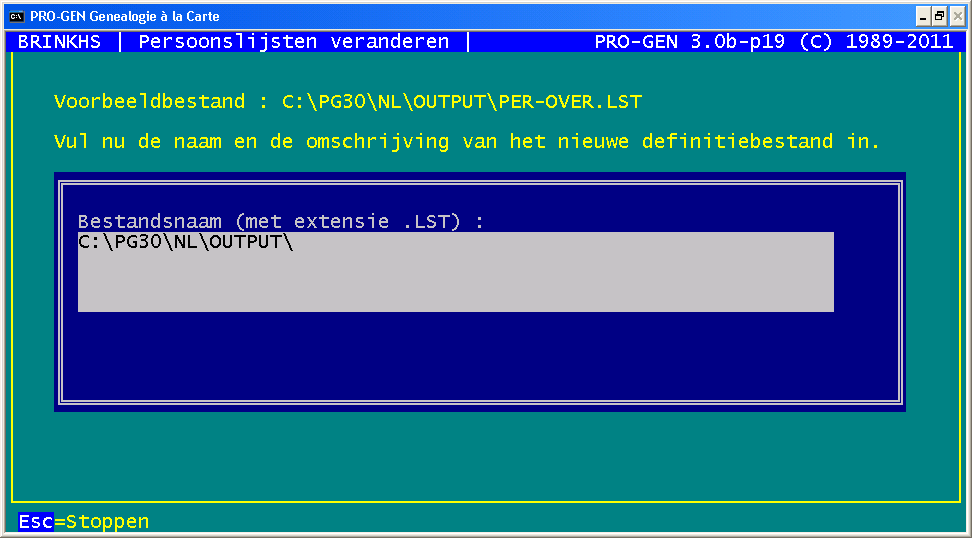 PRO-GEN Genealogie à la Carte
BRINKHS | Persoonslijsten veranderen | PRO-GEN 3.0b-p19 (C) 1989-2011
Voorbeeldbestand : C:\PG30\NL\OUTPUT\PER-OVER.LST
Vul nu de naam en de omschrijving van het nieuwe definitiebestand in.
Bestandsnaam (met extensie .LST) :
C:\PG30\NL\OUTPUT\
Esc=Stoppen